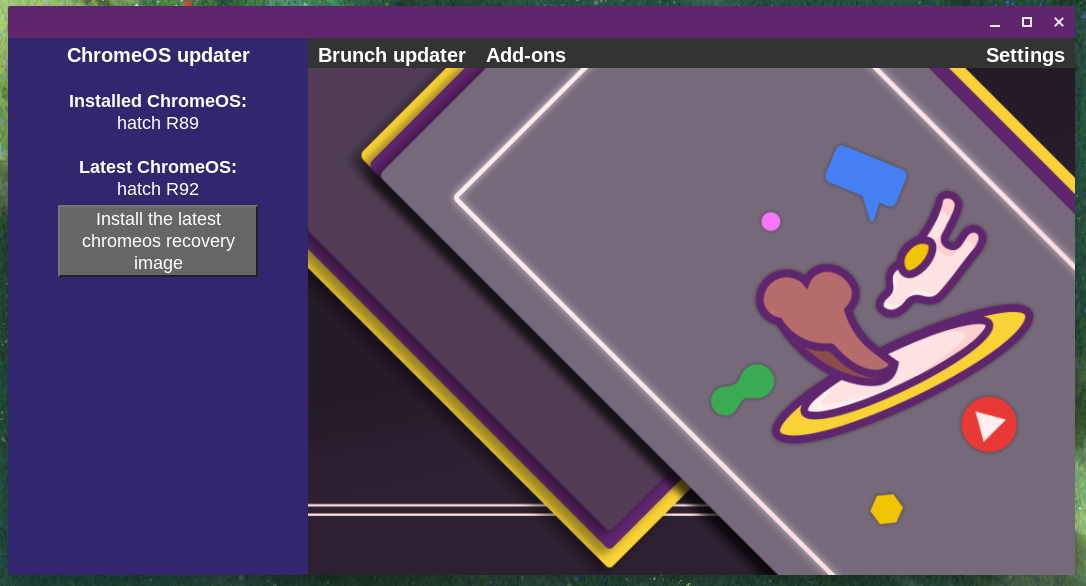 ChromeOS updater
Brunch updater
Add-ons
Settings
Installed ChromeOS:
hatch R89
Latest ChromeOS:
hatch R92
Install the latest
chromeos recovery
image